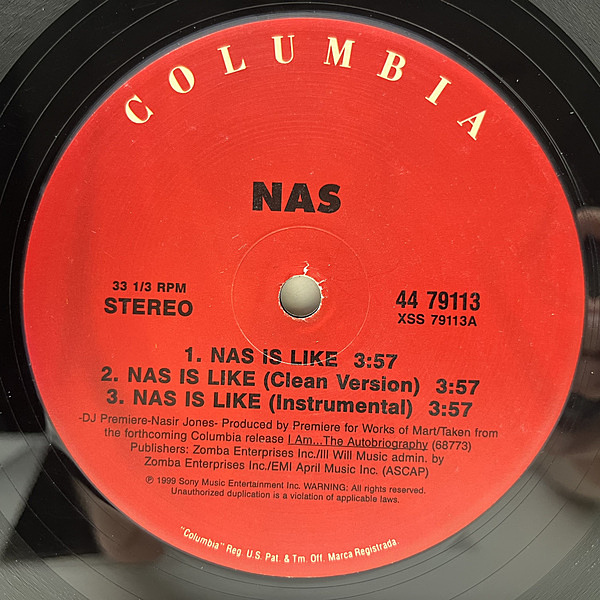 COLUMBIA
NAS
33 1/3 RPM
STEREO
44 79113
XSS 79113A
1. NAS IS LIKE 3:57
2. NAS IS LIKE (Clean Version) 3:57
3. NAS IS LIKE (Instrumental) 3:57
-DJ Premiere-Nasir Jones- Produced by Premiere for Works of Mart/Taken from
the forthcoming Columbia release I Am...The Autobriography (68773)
Publishers: Zomba Enterprises Inc./Ill Will Music admin. by
Zomba Enterprises Inc./EMI April Music Inc. (ASCAP)
℗ 1999 Sony Music Entertainment Inc. WARNING: All rights reserved.
Unauthorized duplication is a violation of applicable laws.
"Columbia" Reg. U.S. Pat. & Tm. Off. Marca Registrada.